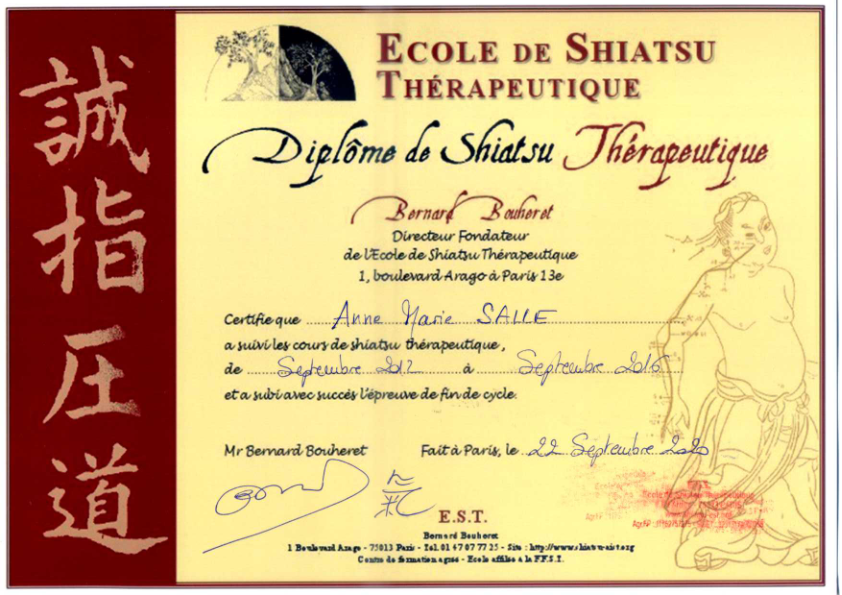 誠指圧道
ECOLE DE SHIATSU
THÉRAPEUTIQUE
Diplôme de Shiatsu Thérapeutique
Bernard Bouheret
Directeur Fondateur
de l'Ecole de Shiatsu Thérapeutique
1, boulevard Arago à Paris 13e
Certifie que Anne Marie SALLE
a suivi les cours de shiatsu thérapeutique,
de Septembre 2012 à Septembre 2016
et a subi avec succès l'épreuve de fin de cycle.
Mr Bernard Bouheret Fait à Paris, le 22 Septembre 2020
E.S.T.
Bernard Bouheret
1 Boulevard Arago - 75013 Paris - Tél. 01 47 07 77 25 - Site : http://www.shiatsu-aist.org
Centre de formation agréé - Ecole affiliée à la F.F.S.T.